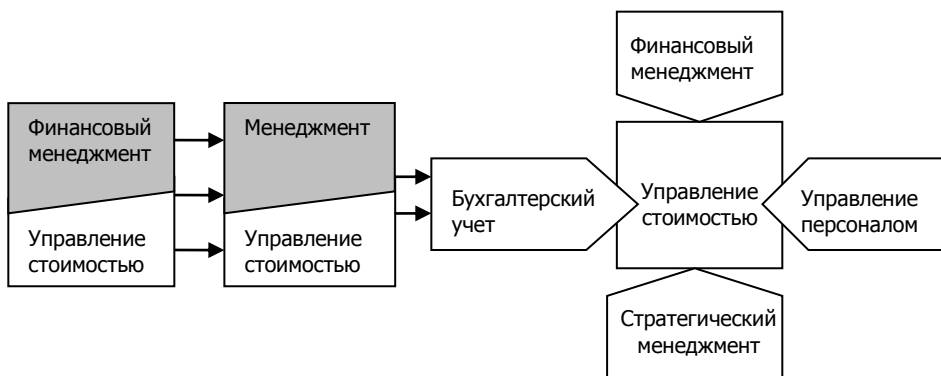 Финансовый
менеджмент
Управление
стоимостью
Менеджмент
Управление
стоимостью
Бухгалтерский
учет
Финансовый
менеджмент
Управление
стоимостью
Управление
персоналом
Стратегический
менеджмент